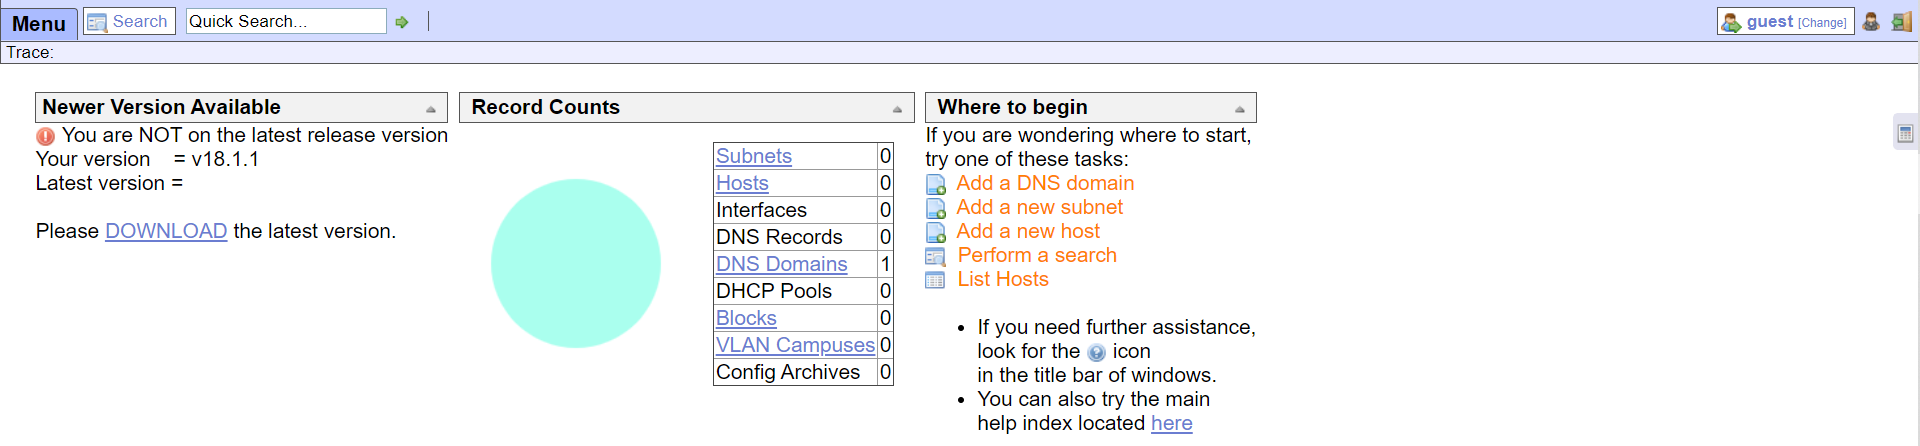 Menu
Search
Quick Search...
guest [Change]
Trace:
Newer Version Available
You are NOT on the latest release version
Your version = v18.1.1
Latest version =
Please DOWNLOAD the latest version.
Record Counts
Subnets 0
Hosts 0
Interfaces 0
DNS Records 0
DNS Domains 1
DHCP Pools 0
Blocks 0
VLAN Campuses 0
Config Archives 0
Where to begin
If you are wondering where to start,
try one of these tasks:
Add a DNS domain
Add a new subnet
Add a new host
Perform a search
List Hosts
• If you need further assistance,
look for the icon
in the title bar of windows.
• You can also try the main
help index located here